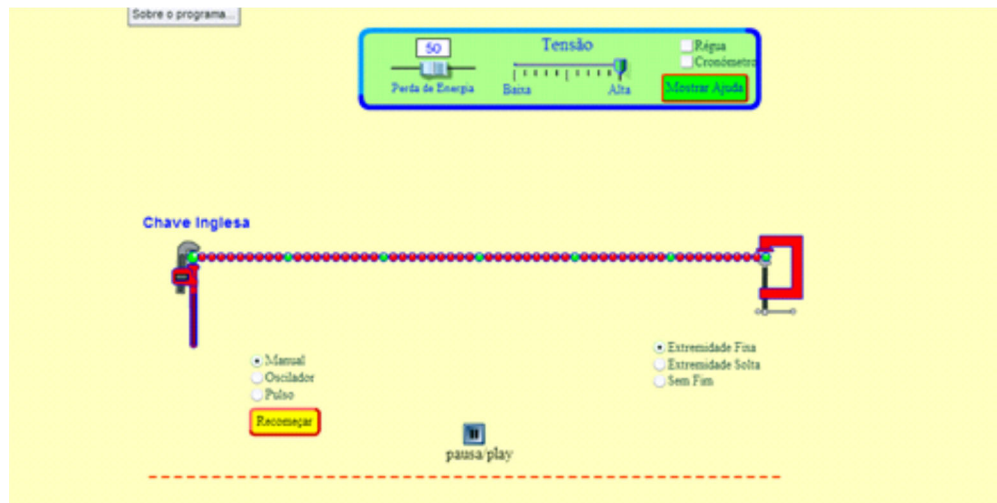 Sobre o programa...
50
Perda de Energia
Tensão
Baixa
Alta
Régua
Cronómetro
Mostrar Ajuda
Chave Inglesa
Manual
Oscilador
Pulso
Recomeçar
Extremidade Fixa
Extremidade Solta
Sem Fim
pausa/play